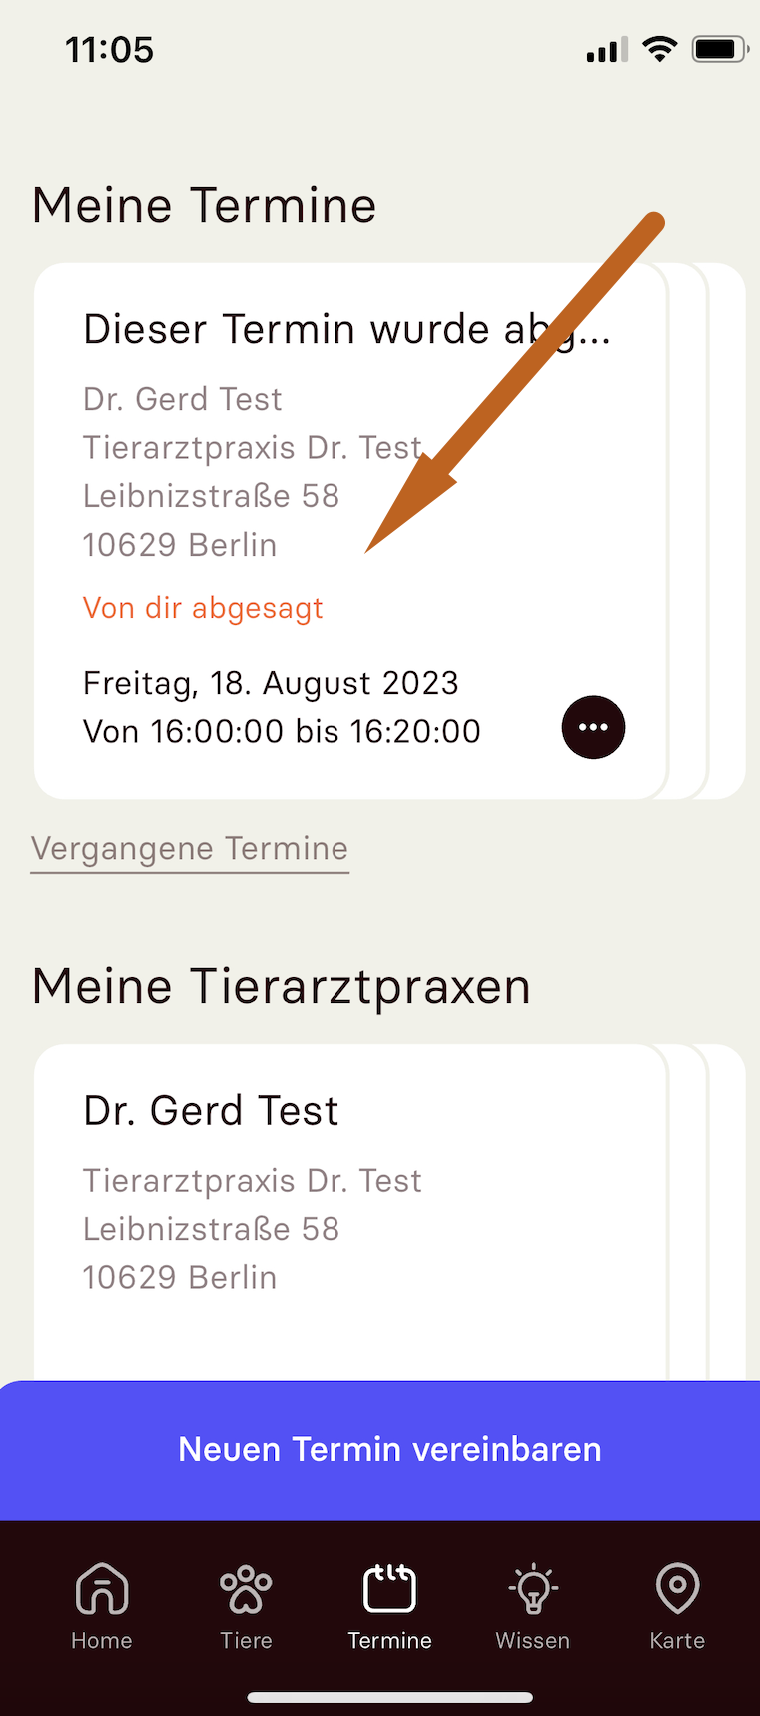 11:05
Meine Termine
Dieser Termin wurde abg...
Dr. Gerd Test
Tierarztpraxis Dr. Test
Leibnizstraße 58
10629 Berlin
Von dir abgesagt
Freitag, 18. August 2023
Von 16:00:00 bis 16:20:00
Vergangene Termine
Meine Tierarztpraxen
Dr. Gerd Test
Tierarztpraxis Dr. Test
Leibnizstraße 58
10629 Berlin
Neuen Termin vereinbaren
Home Tiere Termine Wissen Karte